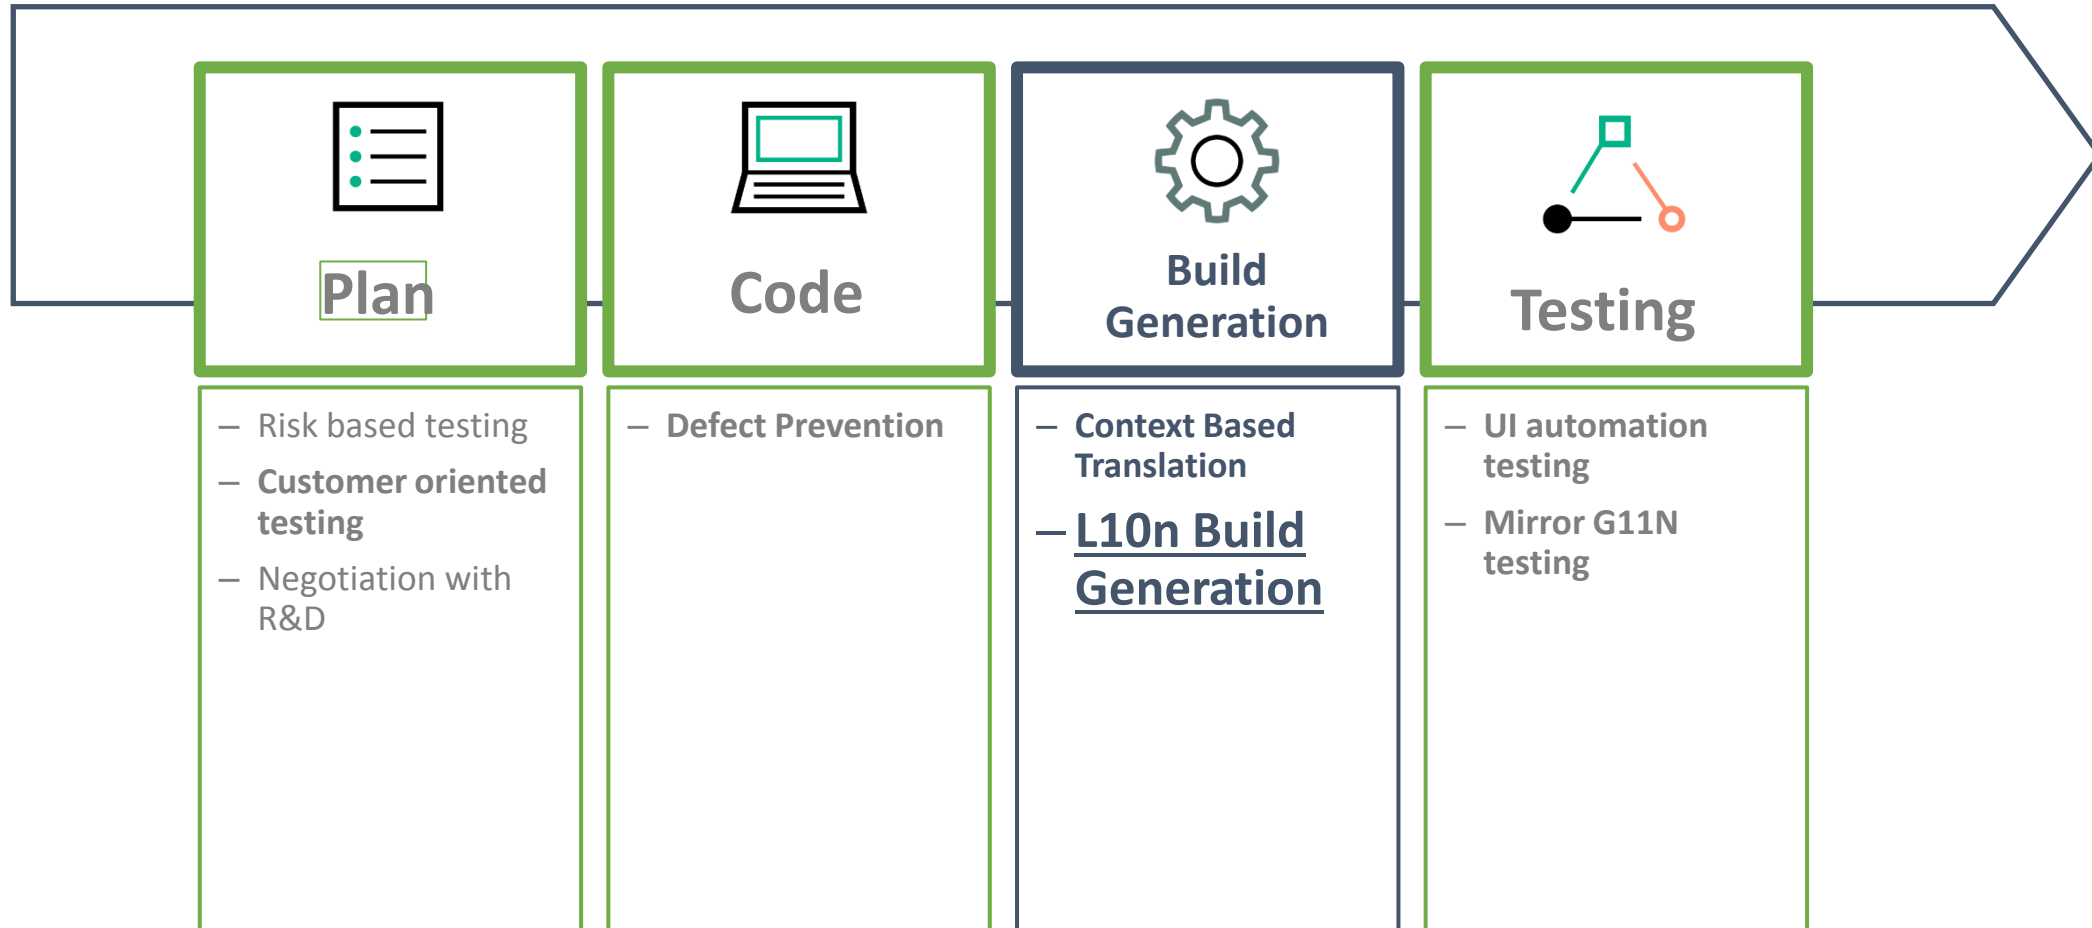 Plan
Code
Build
Generation
Testing
– Risk based testing
– Customer oriented
testing
– Negotiation with
R&D
– Defect Prevention
– Context Based
Translation
– L10n Build
Generation
– UI automation
testing
– Mirror G11N
testing